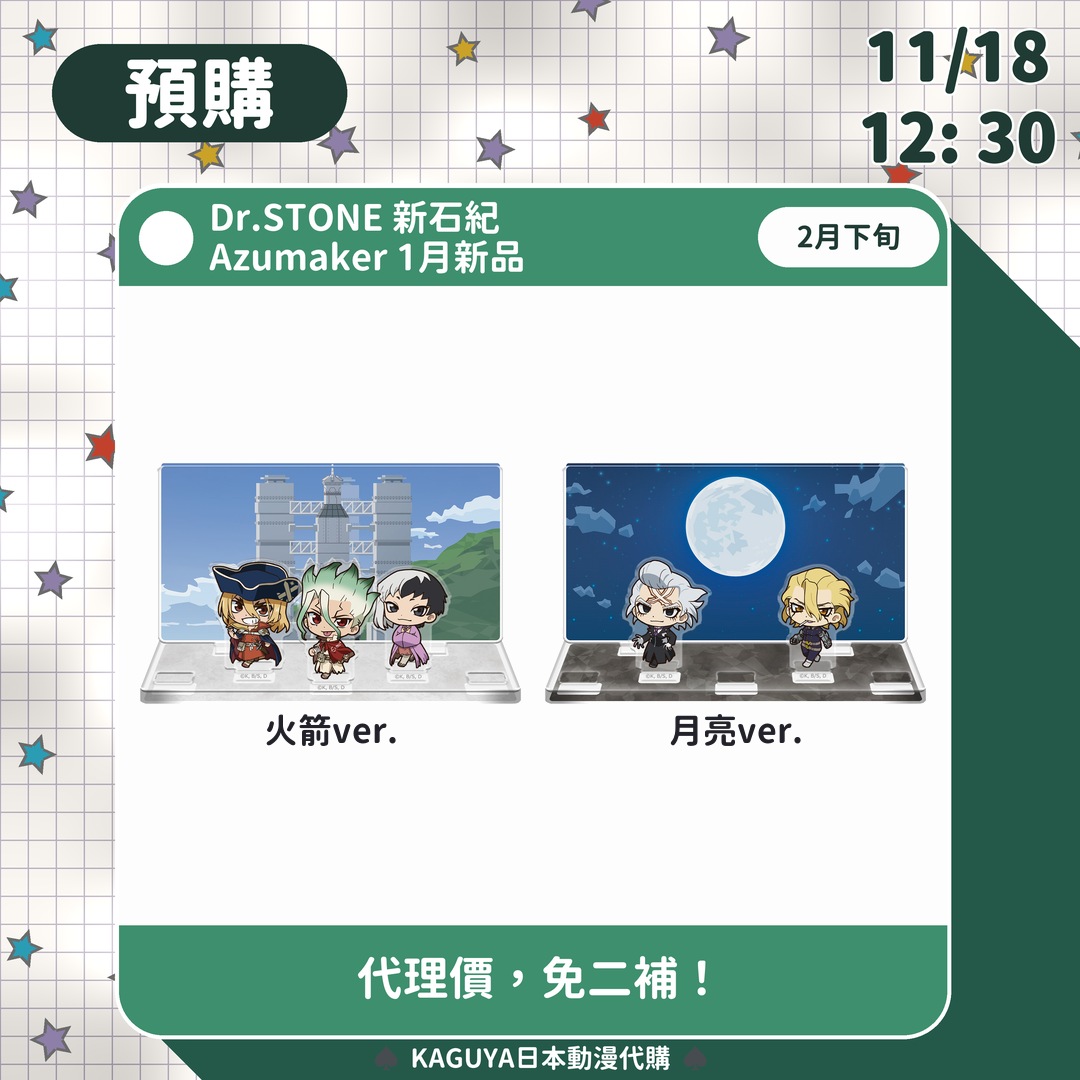 預購
11/18
12: 30
Dr.STONE 新石紀
Azumaker 1月新品
2月下旬
©K, B/S, D
©K, B/S, D
©K, B/S, D
©K, B/S, D
©K, B/S, D
火箭ver.
月亮ver.
代理價，免二補！
♠ KAGUYA日本動漫代購 ♠